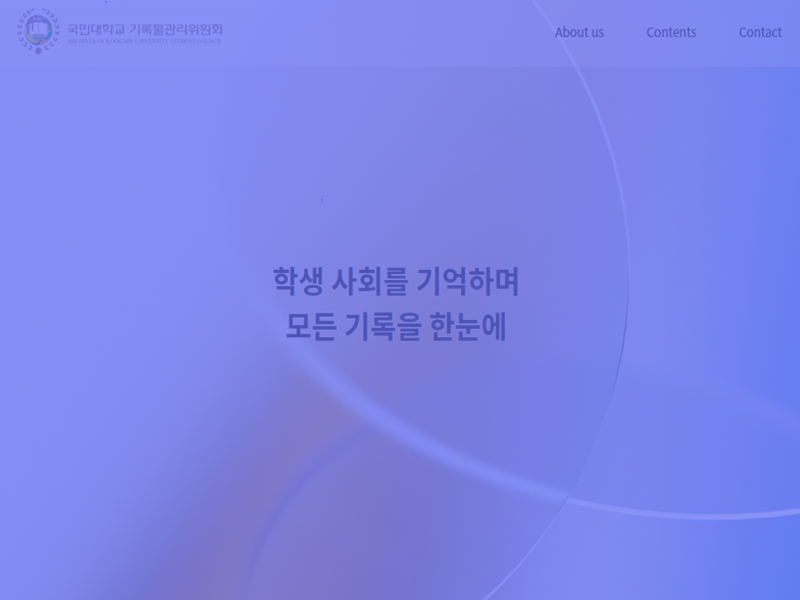 국민대학교 기록물관리위원회
ARCHIVES OF KOOKMIN UNIVERSITY STUDENT COUNCIL
About us
Contents
Contact
학생 사회를 기억하며
모든 기록을 한눈에